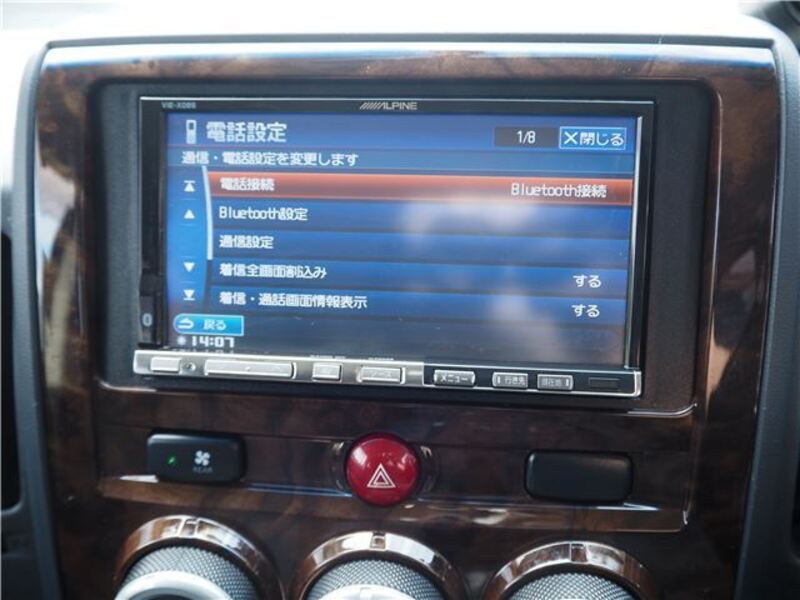 VIE-X088
ALPINE
電話設定
1/8
×閉じる
通信・電話設定を変更します
電話接続 Bluetooth接続
Bluetooth設定
通信設定
着信全画面割込み する
着信・通話画面情報表示 する
戻る
14:07
メニュー
行き先
現在地
REAR